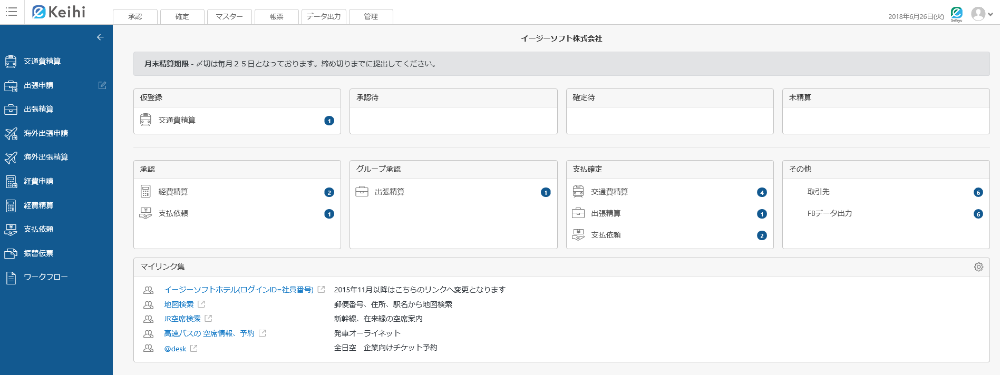 Keihi
承認
確定
マスター
帳票
データ出力
管理
2018年6月26日(火)
Seikyu
イージーソフト株式会社
月末精算期限 - 〆切は毎月２５日となっております。締め切りまでに提出してください。
交通費精算
出張申請
出張精算
海外出張申請
海外出張精算
経費申請
経費精算
支払依頼
振替伝票
ワークフロー
仮登録
交通費精算 1
承認待
確定待
未精算
承認
経費精算 2
支払依頼 1
グループ承認
出張精算 1
支払確定
交通費精算 4
出張精算 1
支払依頼 2
その他
取引先 6
FBデータ出力 6
マイリンク集
イージーソフトホテル(ログインID=社員番号) 2015年11月以降はこちらのリンクへ変更となります
地図検索 郵便番号、住所、駅名から地図検索
JR空席検索 新幹線、在来線の空席案内
高速バスの 空席情報、予約 発車オーライネット
@desk 全日空　企業向けチケット予約